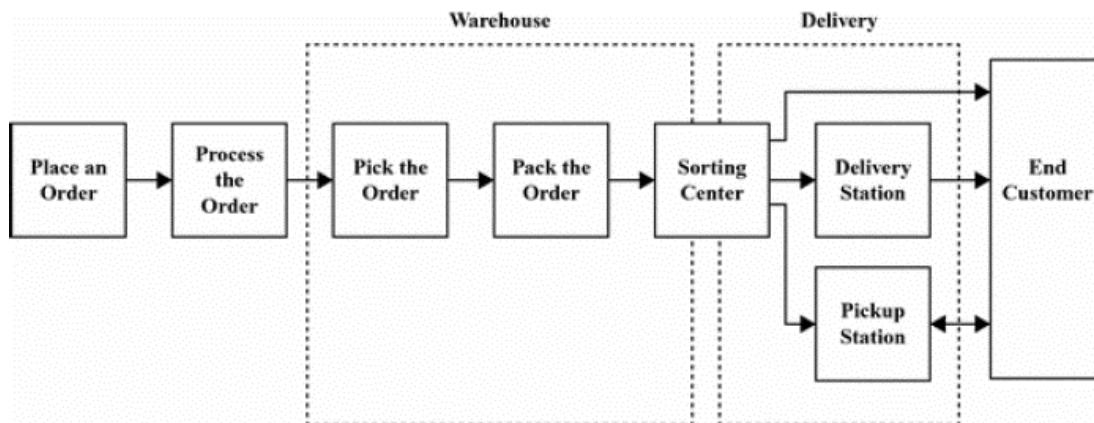 Warehouse
Delivery
Place an
Order
Process
the
Order
Pick the
Order
Pack the
Order
Sorting
Center
Delivery
Station
Pickup
Station
End
Customer